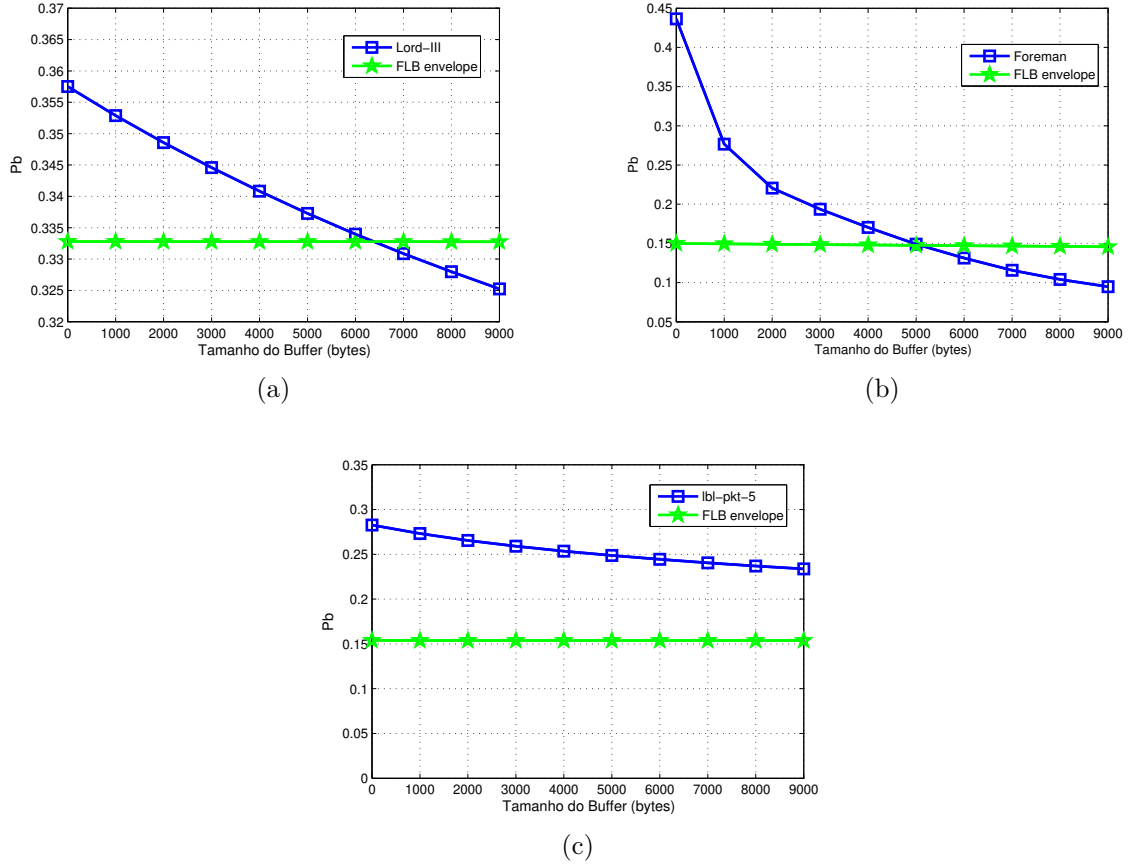 0.37
0.365
0.36
0.355
0.35
0.345
0.34
0.335
0.33
0.325
0.32
Pb
Lord-III
FLB envelope
0 1000 2000 3000 4000 5000 6000 7000 8000 9000
Tamanho do Buffer (bytes)
(a)
0.45
0.4
0.35
0.3
0.25
0.2
0.15
0.1
0.05
Pb
Foreman
FLB envelope
0 1000 2000 3000 4000 5000 6000 7000 8000 9000
Tamanho do Buffer (bytes)
(b)
0.35
0.3
0.25
0.2
0.15
0.1
0.05
0
Pb
lbl-pkt-5
FLB envelope
0 1000 2000 3000 4000 5000 6000 7000 8000 9000
Tamanho do Buffer (bytes)
(c)